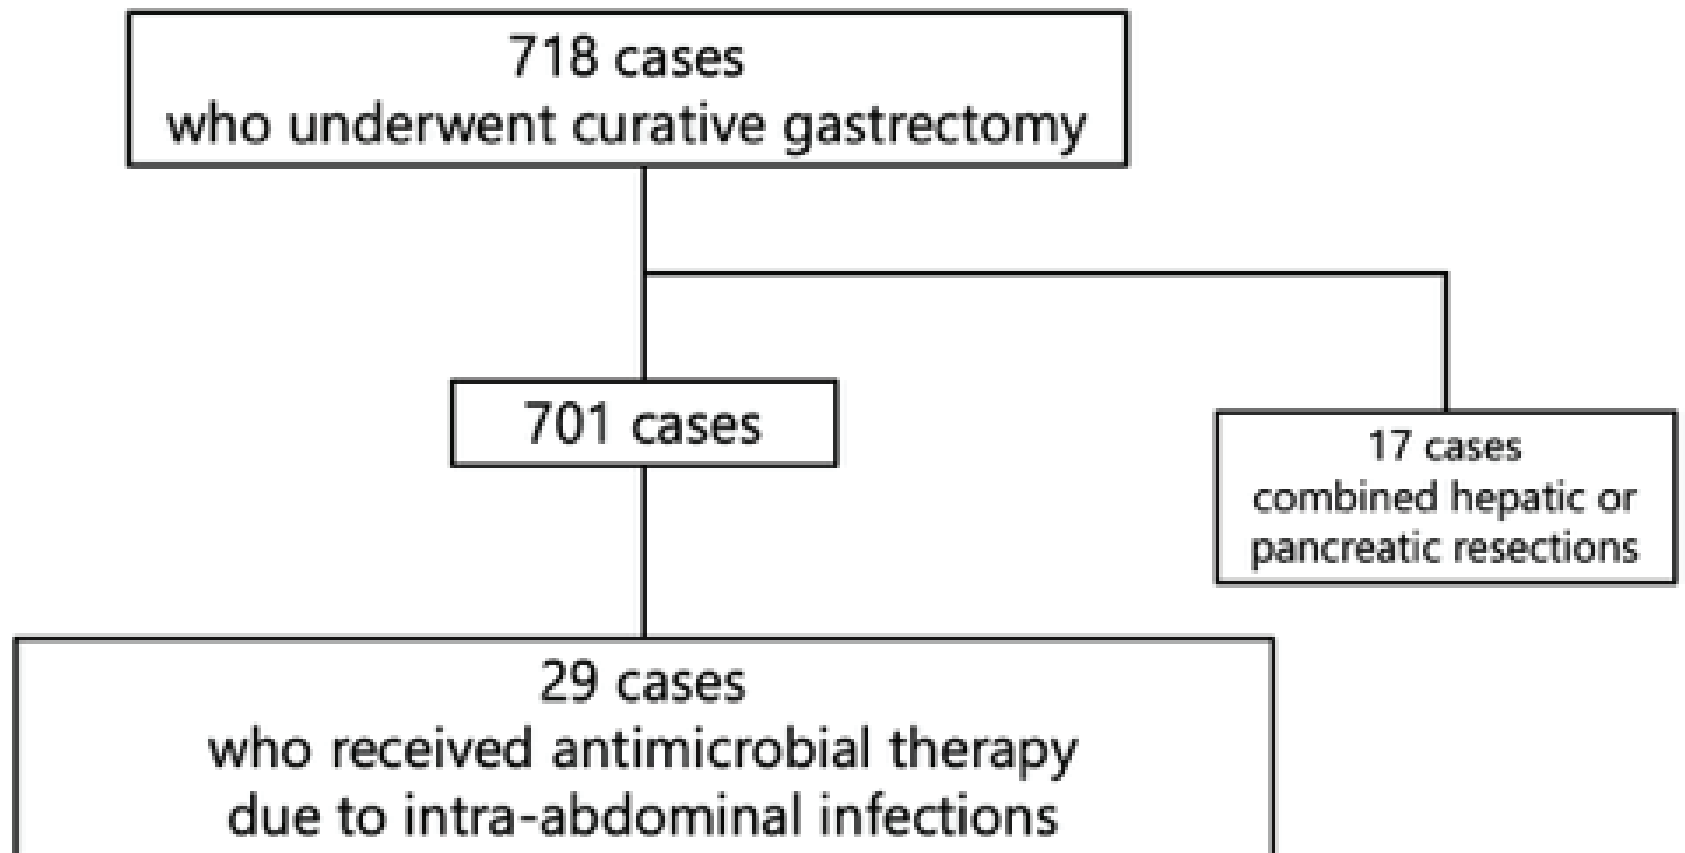 718 cases
who underwent curative gastrectomy
701 cases
17 cases
combined hepatic or
pancreatic resections
29 cases
who received antimicrobial therapy
due to intra-abdominal infections